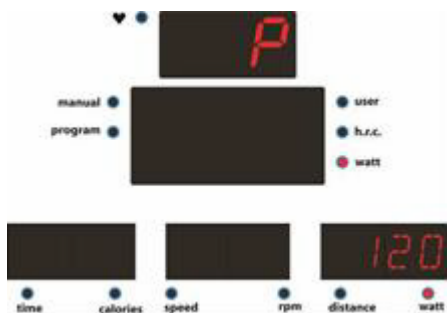 P
manual
user
program
h.r.c.
watt
120
time
calories
speed
rpm
distance
watt